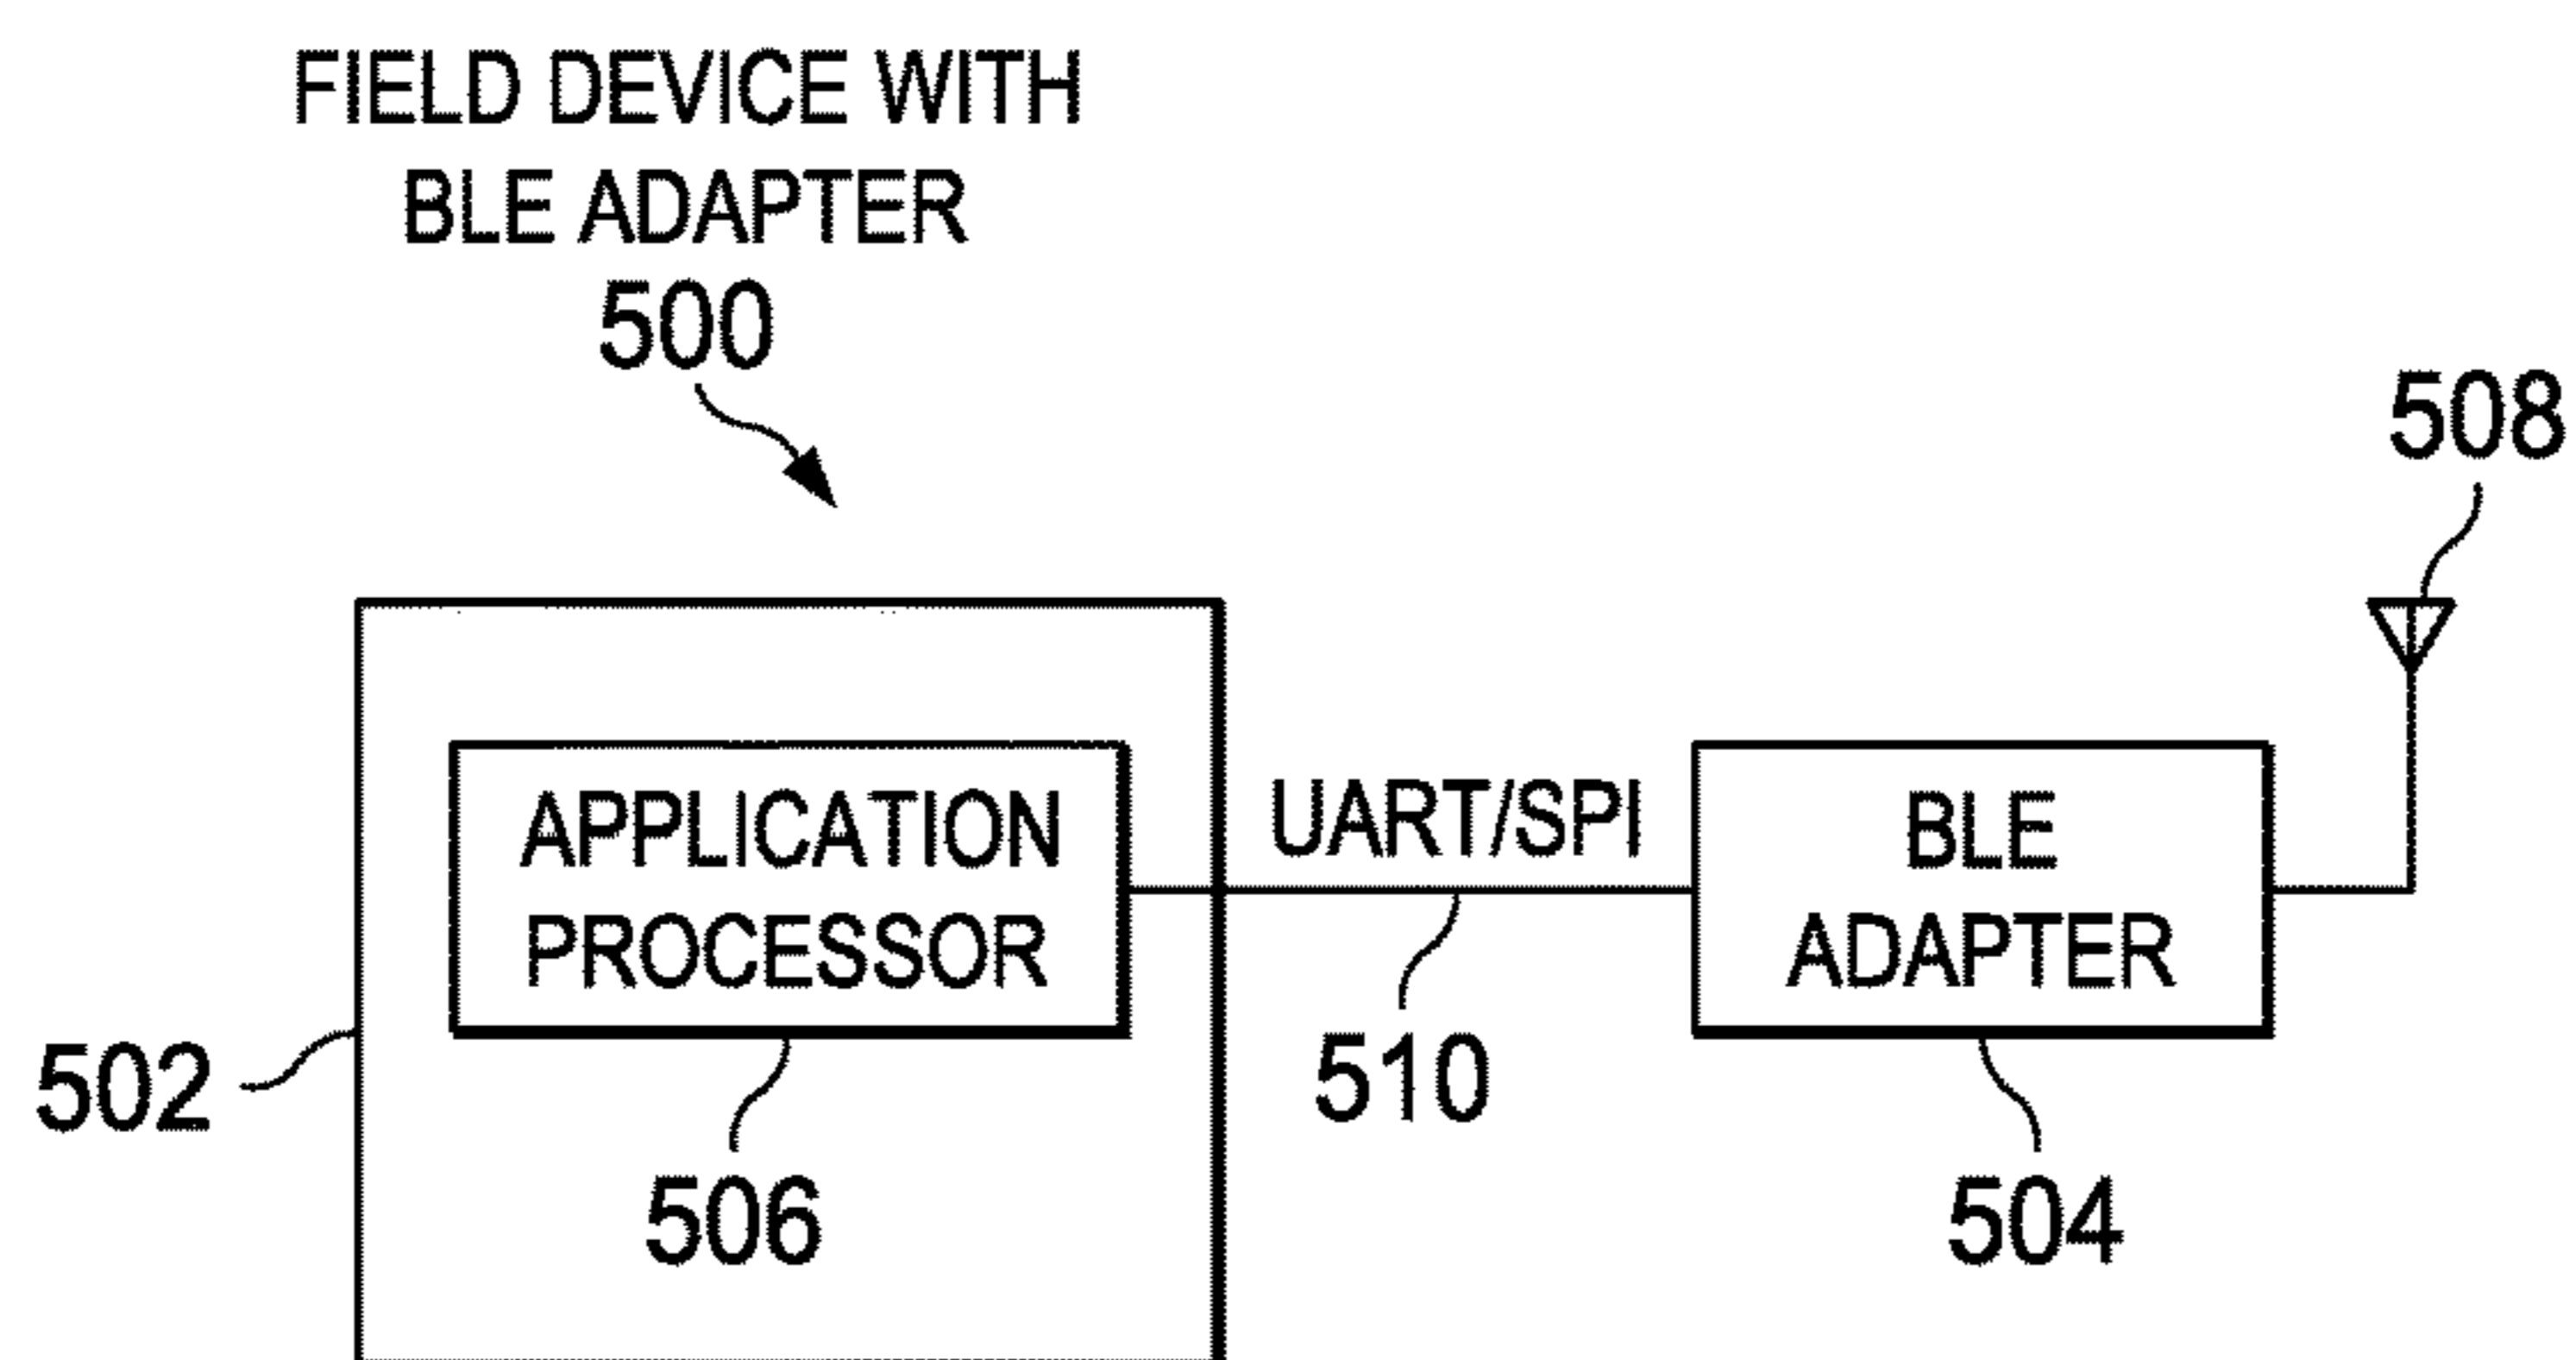 FIELD DEVICE WITH
BLE ADAPTER
500
508
UART/SPI
APPLICATION
PROCESSOR
BLE
ADAPTER
502
510
506
504